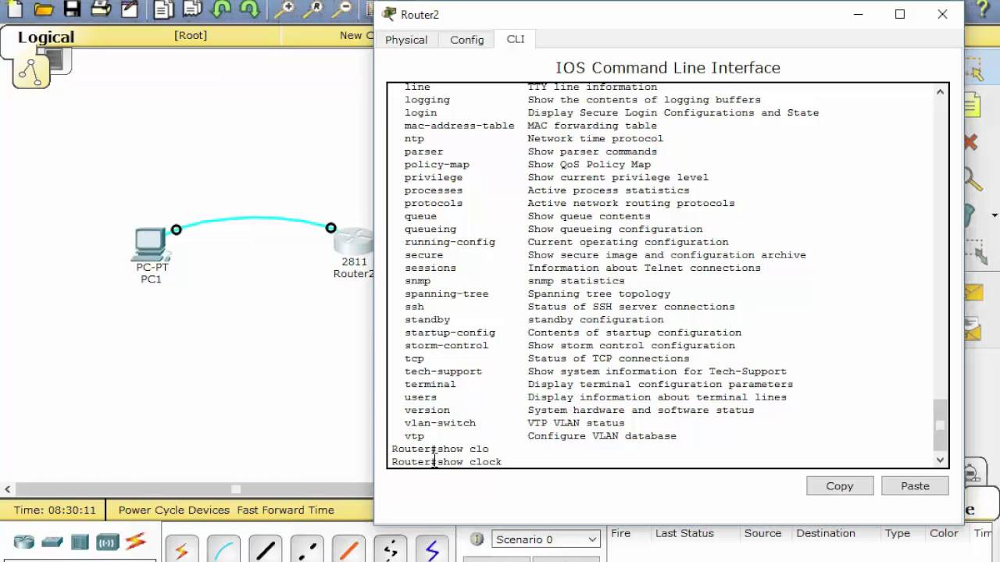 Router2
Logical
[Root]
New C
Physical
Config
CLI
IOS Command Line Interface
line TTY line information
logging Show the contents of logging buffers
login Display Secure Login Configurations and State
mac-address-table MAC forwarding table
ntp Network time protocol
parser Show parser commands
policy-map Show QoS Policy Map
privilege Show current privilege level
processes Active process statistics
protocols Active network routing protocols
queue Show queue contents
queueing Show queueing configuration
running-config Current operating configuration
secure Show secure image and configuration archive
sessions Information about Telnet connections
snmp snmp statistics
spanning-tree Spanning tree topology
ssh Status of SSH server connections
standby standby configuration
startup-config Contents of startup configuration
storm-control Show storm control configuration
tcp Status of TCP connections
tech-support Show system information for Tech-Support
terminal Display terminal configuration parameters
users Display information about terminal lines
version System hardware and software status
vlan-switch VTP VLAN status
vtp Configure VLAN database
Router#show clo
Router#show clock
PC-PT
PC1
2811
Router2
Copy
Paste
Time: 08:30:11
Power Cycle Devices Fast Forward Time
e
Scenario 0
Fire Last Status Source Destination Type Color Tim